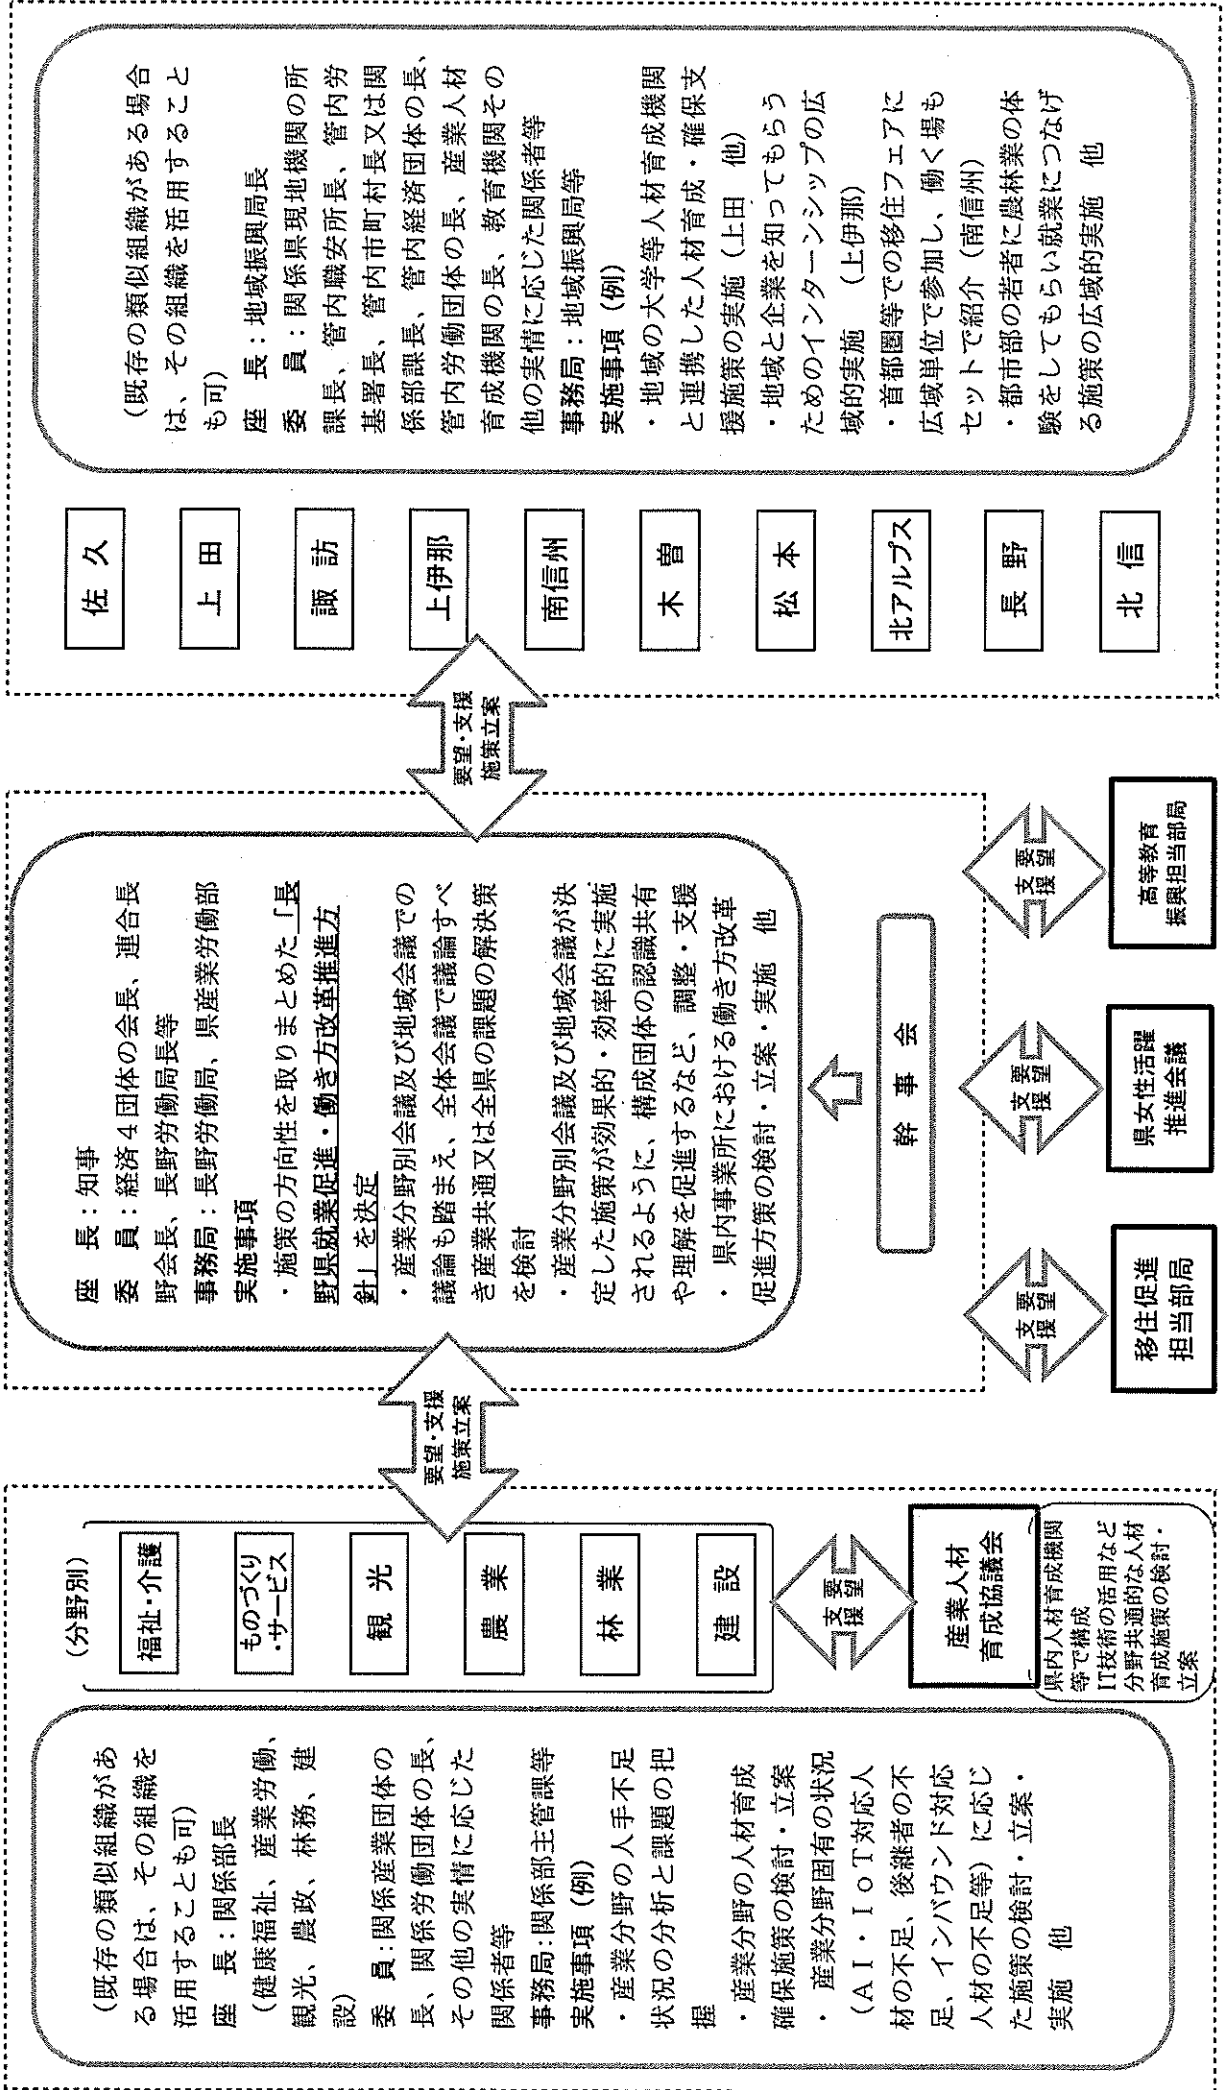 (既存の類似組織があ
る場合は、その組織を
活用することも可)
座　長：関係部長
(健康福祉、産業労働、
観光、農政、林務、建
設)
委　員：関係産業団体の
長、関係労働団体の長、
その他の実情に応じた
関係者等
事務局：関係部主管課等
実施事項（例）
・産業分野の人手不足
状況の分析と課題の把
握
・産業分野の人材育成
確保施策の検討・立案
・産業分野固有の状況
(AI・IoT対応人
材の不足、後継者の不
足、インバウンド対応
人材の不足等）に応じ
た施策の検討・立案・
実施　他
(分野別)
福祉・介護
ものづくり
・サービス
観　光
農　業
林　業
建　設
支援
要望
産業人材
育成協議会
県内人材育成機関
等で構成
IT技術の活用など
分野共通的な人材
育成施策の検討・
立案
要望・支援
施策立案
座　長：知事
委　員：経済４団体の会長、連合長
野会長、長野労働局長等
事務局：長野労働局、県産業労働部
実施事項
・施策の方向性を取りまとめた「長
野県就業促進・働き方改革推進方
針」を決定
・産業分野別会議及び地域会議での
議論も踏まえ、全体会議で議論すべ
き産業共通又は全県の課題の解決策
を検討
・産業分野別会議及び地域会議が決
定した施策が効果的・効率的に実施
されるように、構成団体の認識共有
や理解を促進するなど、調整・支援
・県内事業所における働き方改革
促進方策の検討・立案・実施　他
幹　事　会
支援
要望
移住促進
担当部局
支援
要望
県女性活躍
推進会議
支援
要望
高等教育
振興担当部局
要望・支援
施策立案
佐　久
上　田
諏　訪
上伊那
南信州
木　曽
松　本
北アルプス
長　野
北　信
(既存の類似組織がある場合
は、その組織を活用すること
も可)
座　長：地域振興局長
委　員：関係県現地機関の所
課長、管内職安所長、管内労
基署長、管内市町村長又は関
係部課長、管内経済団体の長、
管内労働団体の長、産業人材
育成機関の長、教育機関その
他の実情に応じた関係者等
事務局：地域振興局等
実施事項（例）
・地域の大学等人材育成機関
と連携した人材育成・確保支
援施策の実施（上田　他）
・地域と企業を知ってもらう
ためのインターンシップの広
域的実施　（上伊那）
・首都圏等での移住フェアに
広域単位で参加し、働く場も
セットで紹介（南信州）
・都市部の若者に農林業の体
験をしてもらい就業につなげ
る施策の広域的実施　他